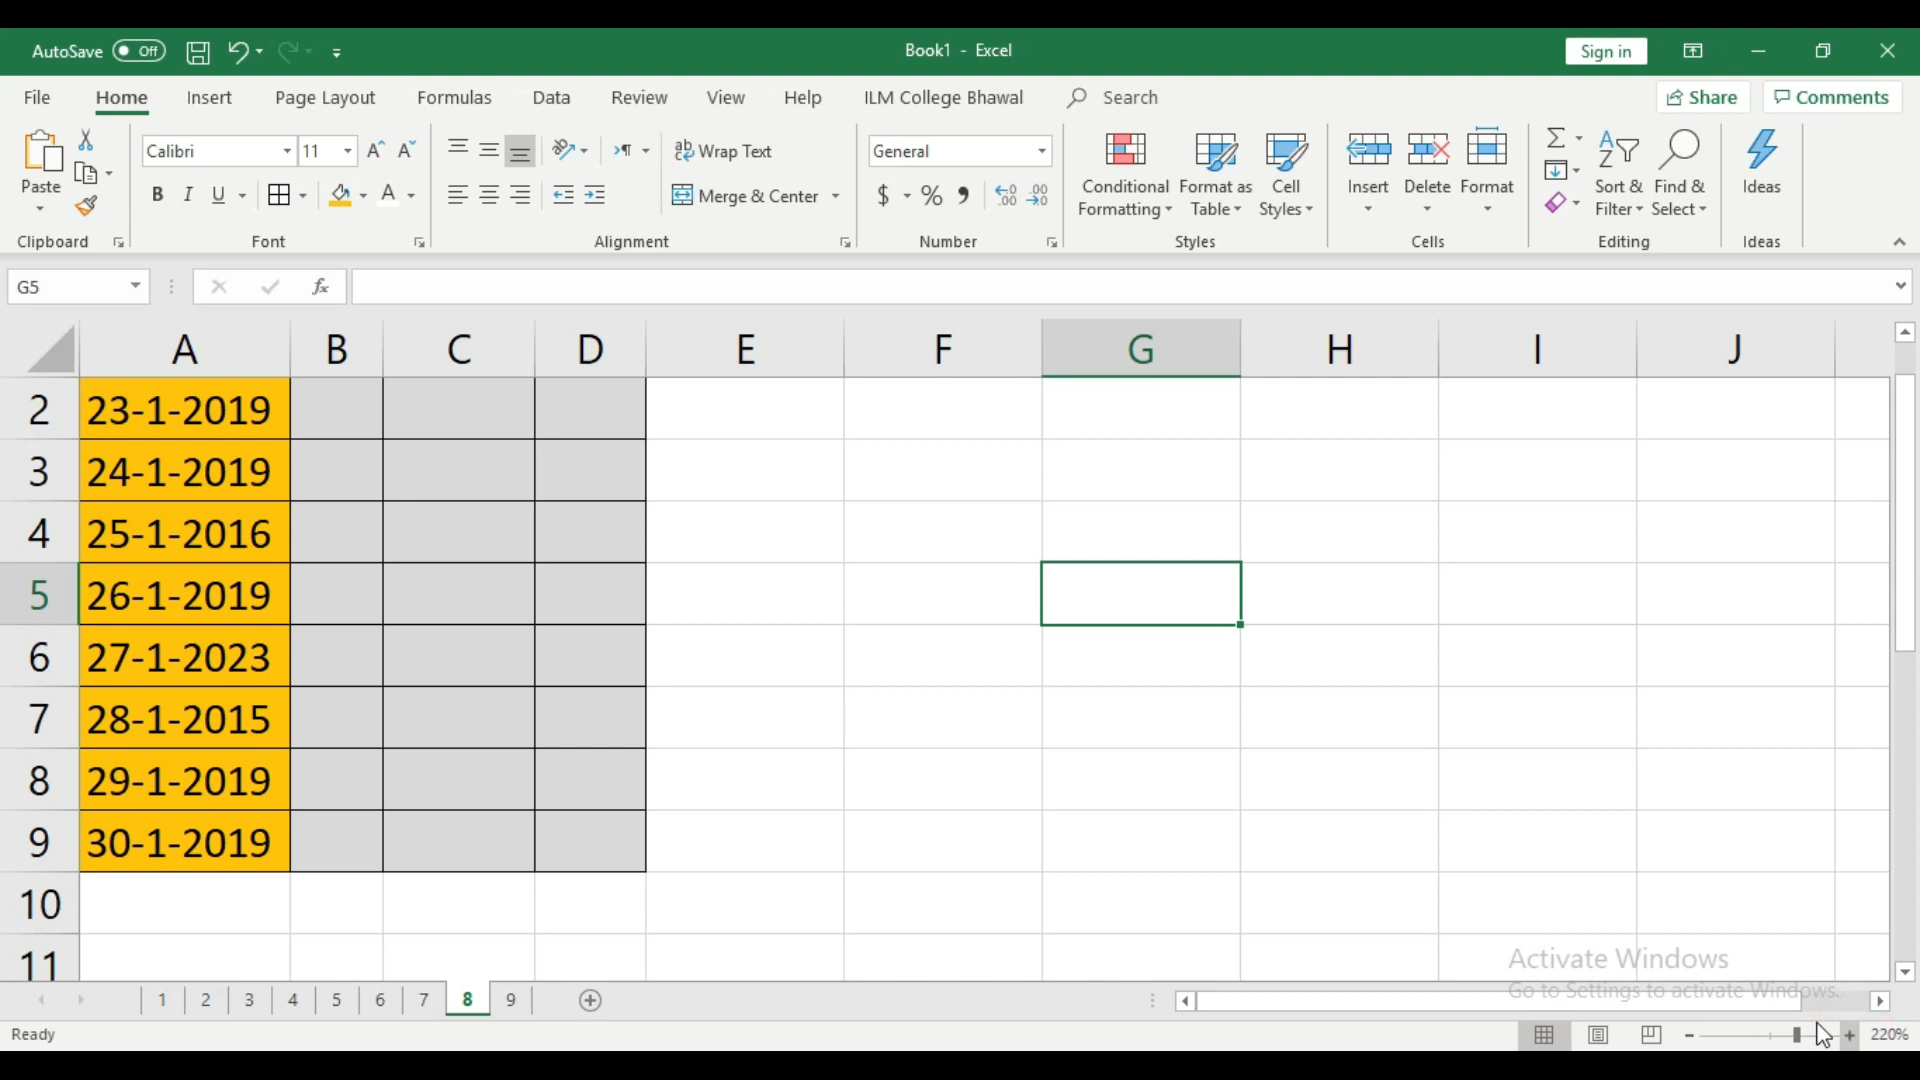 AutoSave Off Book1 - Excel Sign in
File Home Insert Page Layout Formulas Data Review View Help ILM College Bhawal Search Share Comments
Paste Calibri 11 Wrap Text General Conditional Formatting Format as Table Cell Styles Insert Delete Format Sort & Filter Find & Select Ideas
B I U A Merge & Center $ %
Clipboard Font Alignment Number Styles Cells Editing Ideas
G5 fx
A B C D E F G H I J
2 23-1-2019
3 24-1-2019
4 25-1-2016
5 26-1-2019
6 27-1-2023
7 28-1-2015
8 29-1-2019
9 30-1-2019
10
11
Activate Windows
Go to Settings to activate Windows.
1 2 3 4 5 6 7 8 9
Ready 220%